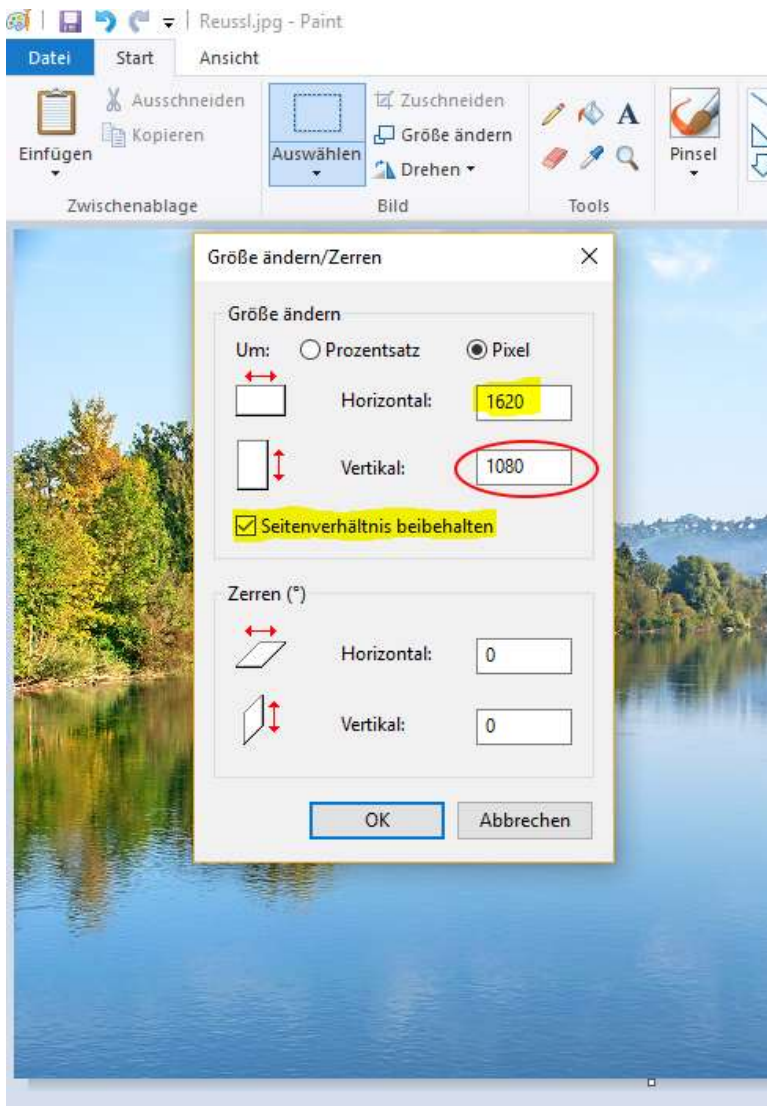 Reussl.jpg - Paint
Datei Start Ansicht
Einfügen
Ausschneiden
Kopieren
Zwischenablage
Auswählen
Zuschneiden
Größe ändern
Drehen
Bild
A
Tools
Pinsel
Größe ändern/Zerren
Größe ändern
Um: Prozentsatz Pixel
Horizontal: 1620
Vertikal: 1080
Seitenverhältnis beibehalten
Zerren (°)
Horizontal: 0
Vertikal: 0
OK Abbrechen